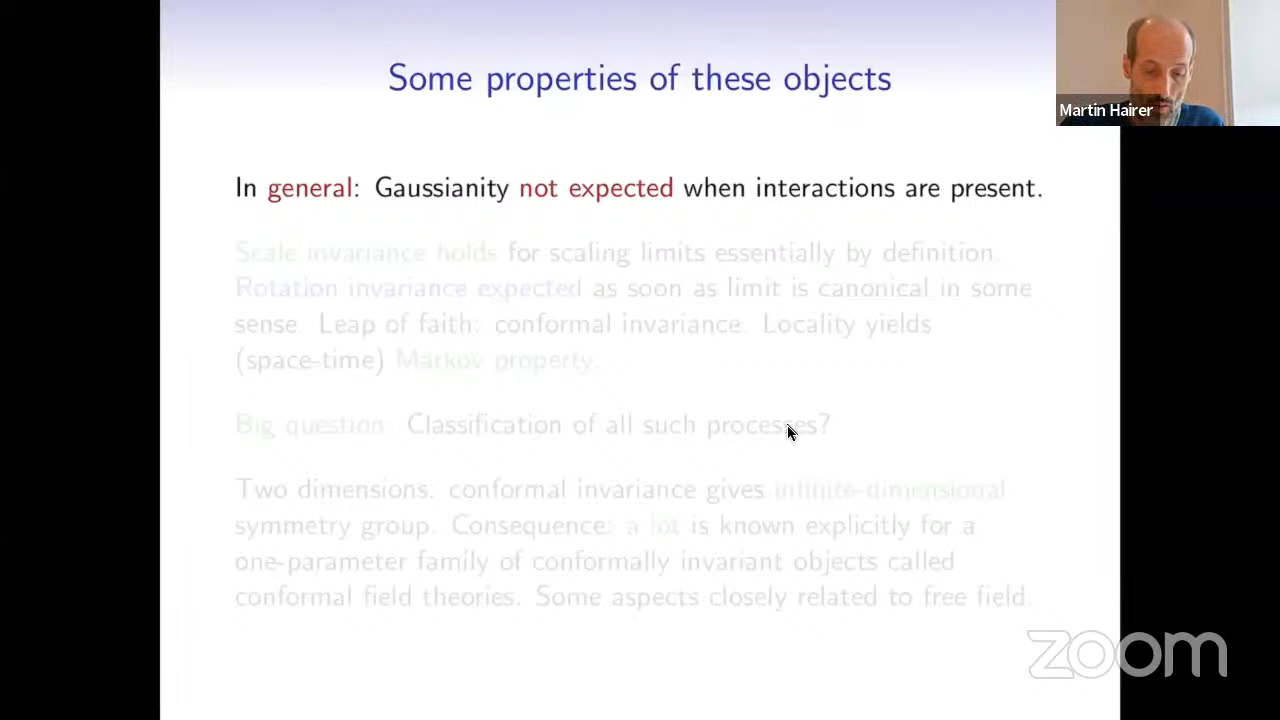 Some properties of these objects
Martin Hairer
In general: Gaussianity not expected when interactions are present.
Scale invariance holds for scaling limits essentially by definition.
Rotation invariance expected as soon as limit is canonical in some
sense. Leap of faith: conformal invariance. Locality yields
(space-time) Markov property.
Big question: Classification of all such processes?
Two dimensions: conformal invariance gives infinite-dimensional
symmetry group. Consequence: a lot is known explicitly for a
one-parameter family of conformally invariant objects called
conformal field theories. Some aspects closely related to free field.
zoom